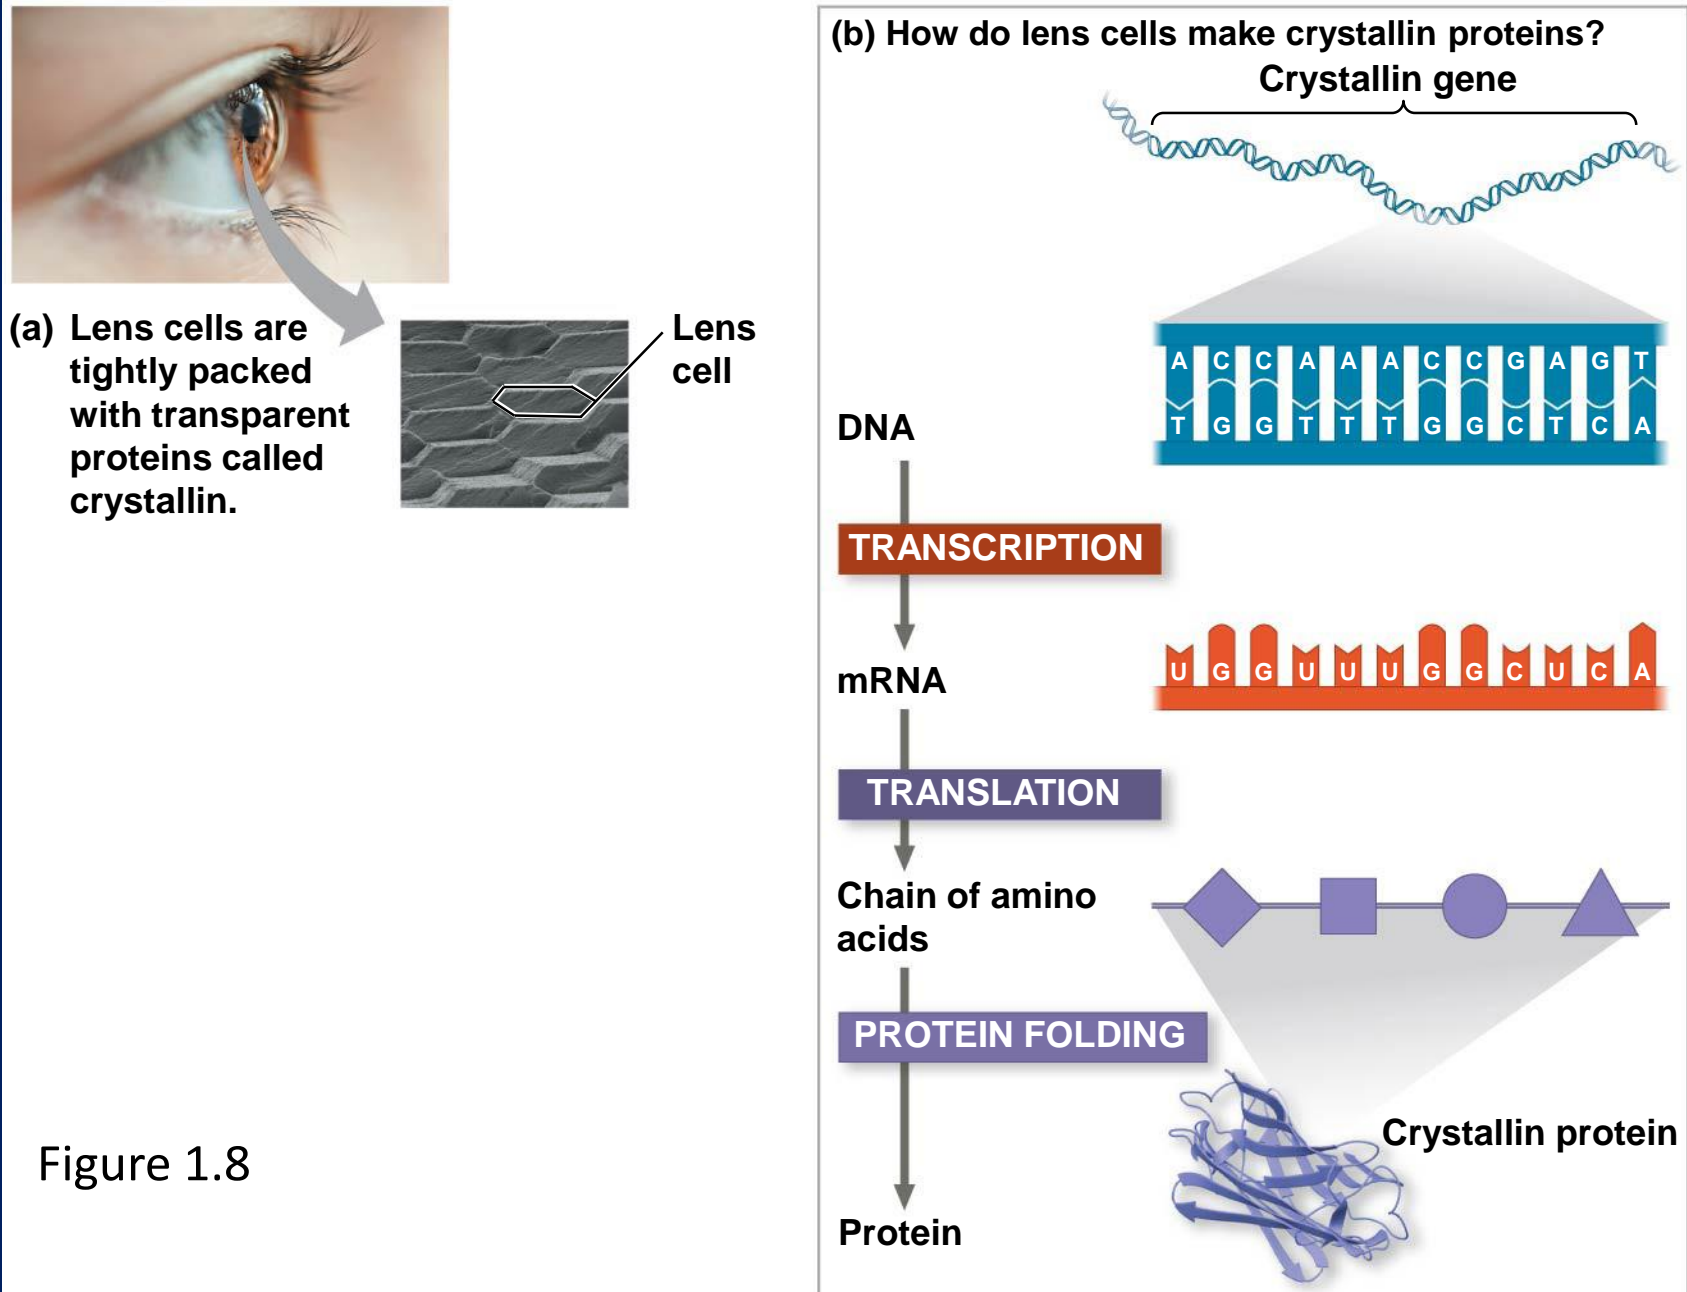 (a) Lens cells are
tightly packed
with transparent
proteins called
crystallin.
Lens
cell
Figure 1.8
(b) How do lens cells make crystallin proteins?
Crystallin gene
A C C A A A C C G A G T
DNA
T G G T T T G G C T C A
TRANSCRIPTION
mRNA
U G G U U U G G C U C A
TRANSLATION
Chain of amino
acids
PROTEIN FOLDING
Crystallin protein
Protein